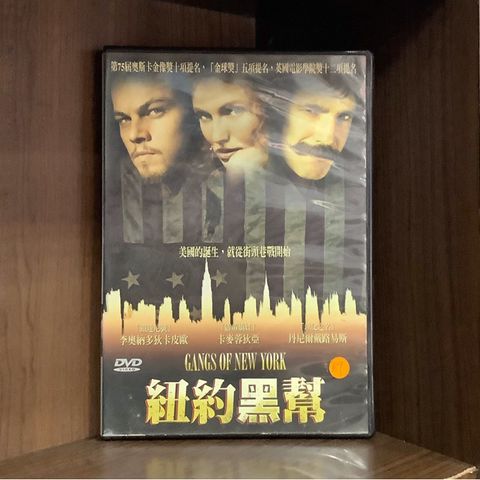 第75屆奧斯卡金像獎十項提名，「金球獎」五項提名，英國電影學院獎十二項提名
美國的誕生，就從街頭巷戰開始
李奧納多狄卡皮歐 卡麥蓉狄亞 丹尼爾戴路易斯
GANGS OF NEW YORK
DVD
VIDEO
紐約黑幫